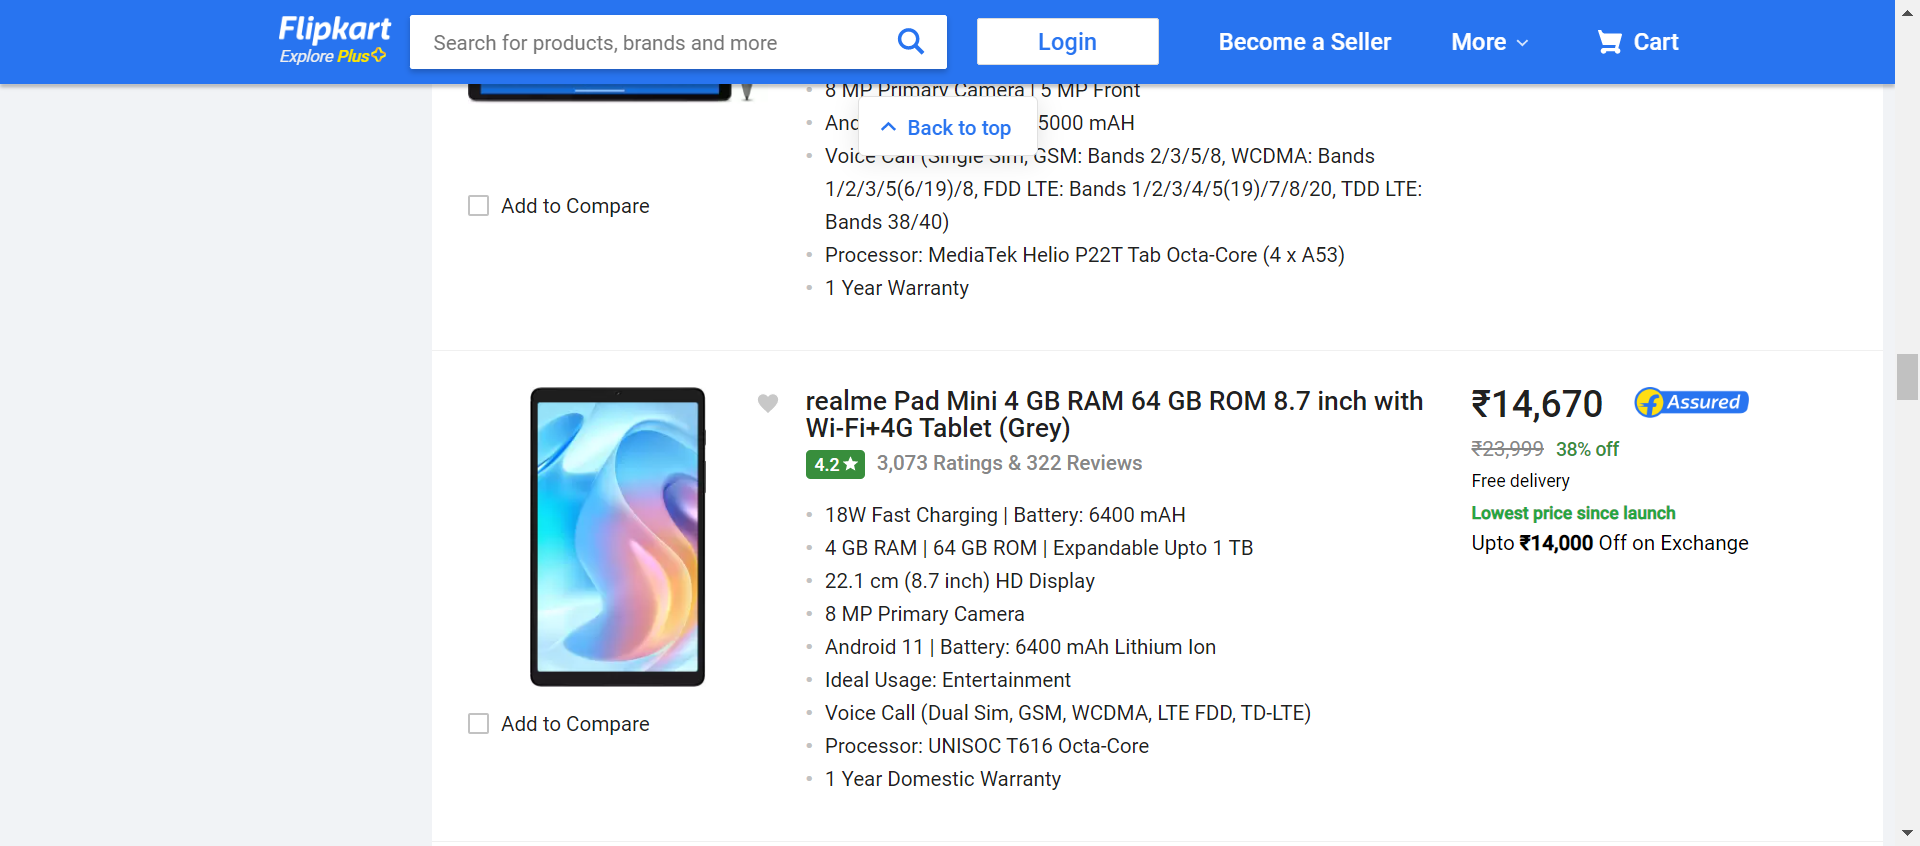 Flipkart
Explore Plus
Search for products, brands and more
Login
Become a Seller
More
Cart
8 MP Primary Camera | 5 MP Front
5000 mAH
Back to top
Voice Call (Single Sim, GSM: Bands 2/3/5/8, WCDMA: Bands
1/2/3/5(6/19)/8, FDD LTE: Bands 1/2/3/4/5(19)/7/8/20, TDD LTE:
Bands 38/40)
Processor: MediaTek Helio P22T Tab Octa-Core (4 x A53)
1 Year Warranty
Add to Compare
realme Pad Mini 4 GB RAM 64 GB ROM 8.7 inch with
Wi-Fi+4G Tablet (Grey)
4.2 ★ 3,073 Ratings & 322 Reviews
18W Fast Charging | Battery: 6400 mAH
4 GB RAM | 64 GB ROM | Expandable Upto 1 TB
22.1 cm (8.7 inch) HD Display
8 MP Primary Camera
Android 11 | Battery: 6400 mAh Lithium Ion
Ideal Usage: Entertainment
Voice Call (Dual Sim, GSM, WCDMA, LTE FDD, TD-LTE)
Processor: UNISOC T616 Octa-Core
1 Year Domestic Warranty
Add to Compare
₹14,670
Assured
₹23,999 38% off
Free delivery
Lowest price since launch
Upto ₹14,000 Off on Exchange